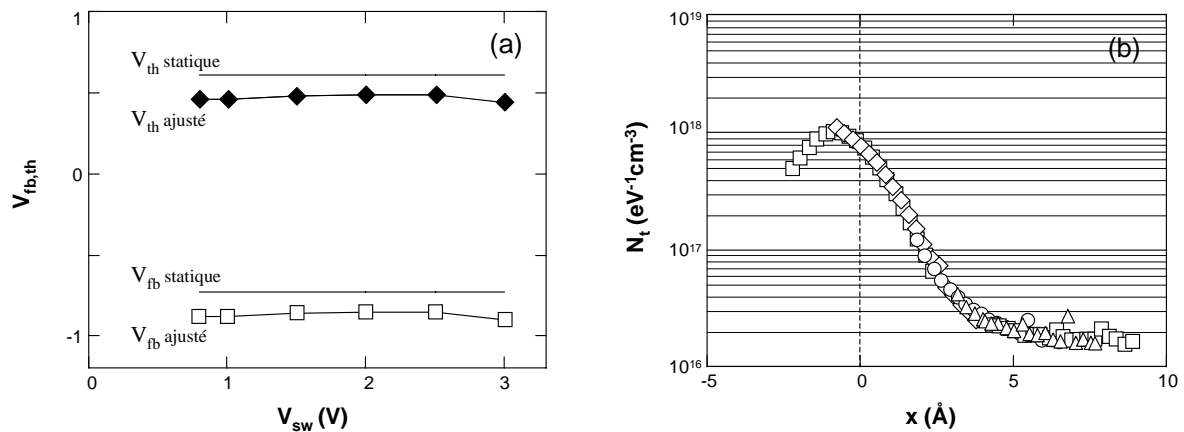 (a)
1
V_th statique
V_th ajusté
0
V_fb statique
V_fb ajusté
-1
V_fb,th
0 1 2 3
V_sw (V)
(b)
10^19
10^18
10^17
10^16
N_t (eV^-1cm^-3)
-5 0 5 10
x (Å)